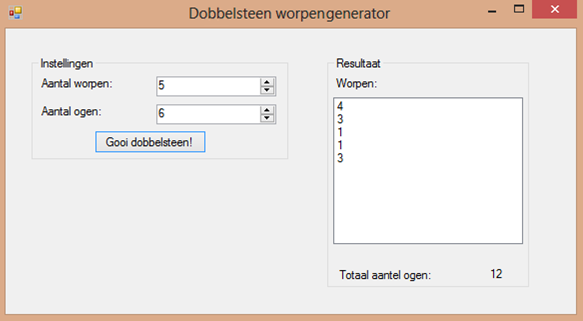 Dobbelsteen worpengenerator
Instellingen
Aantal worpen:
5
Aantal ogen:
6
Gooi dobbelsteen!
Resultaat
Worpen:
4
3
1
1
3
Totaal aantel ogen:
12